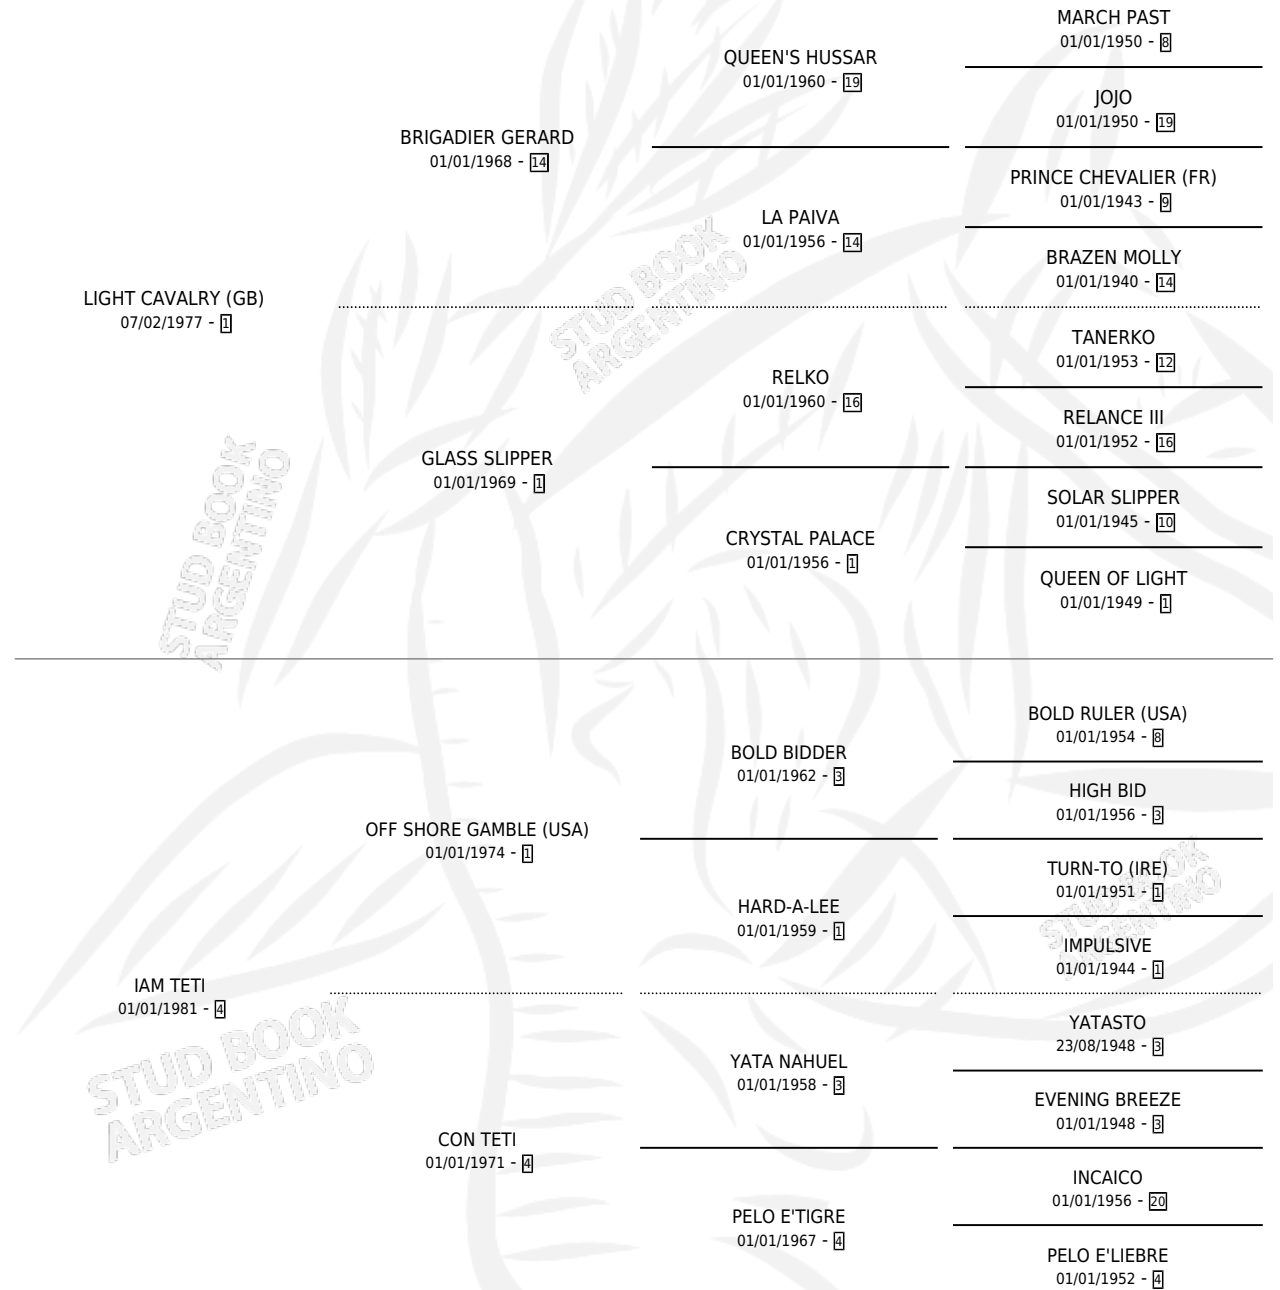 MARCH PAST
01/01/1950 - 8
QUEEN'S HUSSAR
01/01/1960 - 19
JOJO
01/01/1950 - 19
BRIGADIER GERARD
01/01/1968 - 14
PRINCE CHEVALIER (FR)
01/01/1943 - 9
LA PAIVA
01/01/1956 - 14
BRAZEN MOLLY
01/01/1940 - 14
LIGHT CAVALRY (GB)
07/02/1977 - 1
TANERKO
01/01/1953 - 12
RELKO
01/01/1960 - 16
RELANCE III
01/01/1952 - 16
GLASS SLIPPER
01/01/1969 - 1
SOLAR SLIPPER
01/01/1945 - 10
CRYSTAL PALACE
01/01/1956 - 1
QUEEN OF LIGHT
01/01/1949 - 1
BOLD RULER (USA)
01/01/1954 - 8
BOLD BIDDER
01/01/1962 - 3
HIGH BID
01/01/1956 - 3
OFF SHORE GAMBLE (USA)
01/01/1974 - 1
TURN-TO (IRE)
01/01/1951 - 1
HARD-A-LEE
01/01/1959 - 1
IMPULSIVE
01/01/1944 - 1
IAM TETI
01/01/1981 - 4
YATASTO
23/08/1948 - 3
YATA NAHUEL
01/01/1958 - 3
EVENING BREEZE
01/01/1948 - 3
CON TETI
01/01/1971 - 4
INCAICO
01/01/1956 - 20
PELO E'TIGRE
01/01/1967 - 4
PELO E'LIEBRE
01/01/1952 - 4
STUD BOOK
ARGENTINO
STUD BOOK
ARGENTINO
STUD BOOK
ARGENTINO
STUD BOOK
ARGENTINO